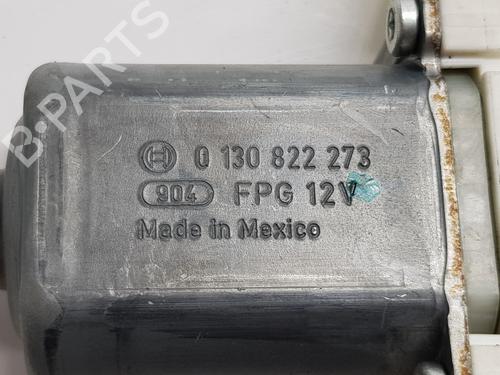 B-PARTS
0 130 822 273
904 FPG 12V
Made in Mexico